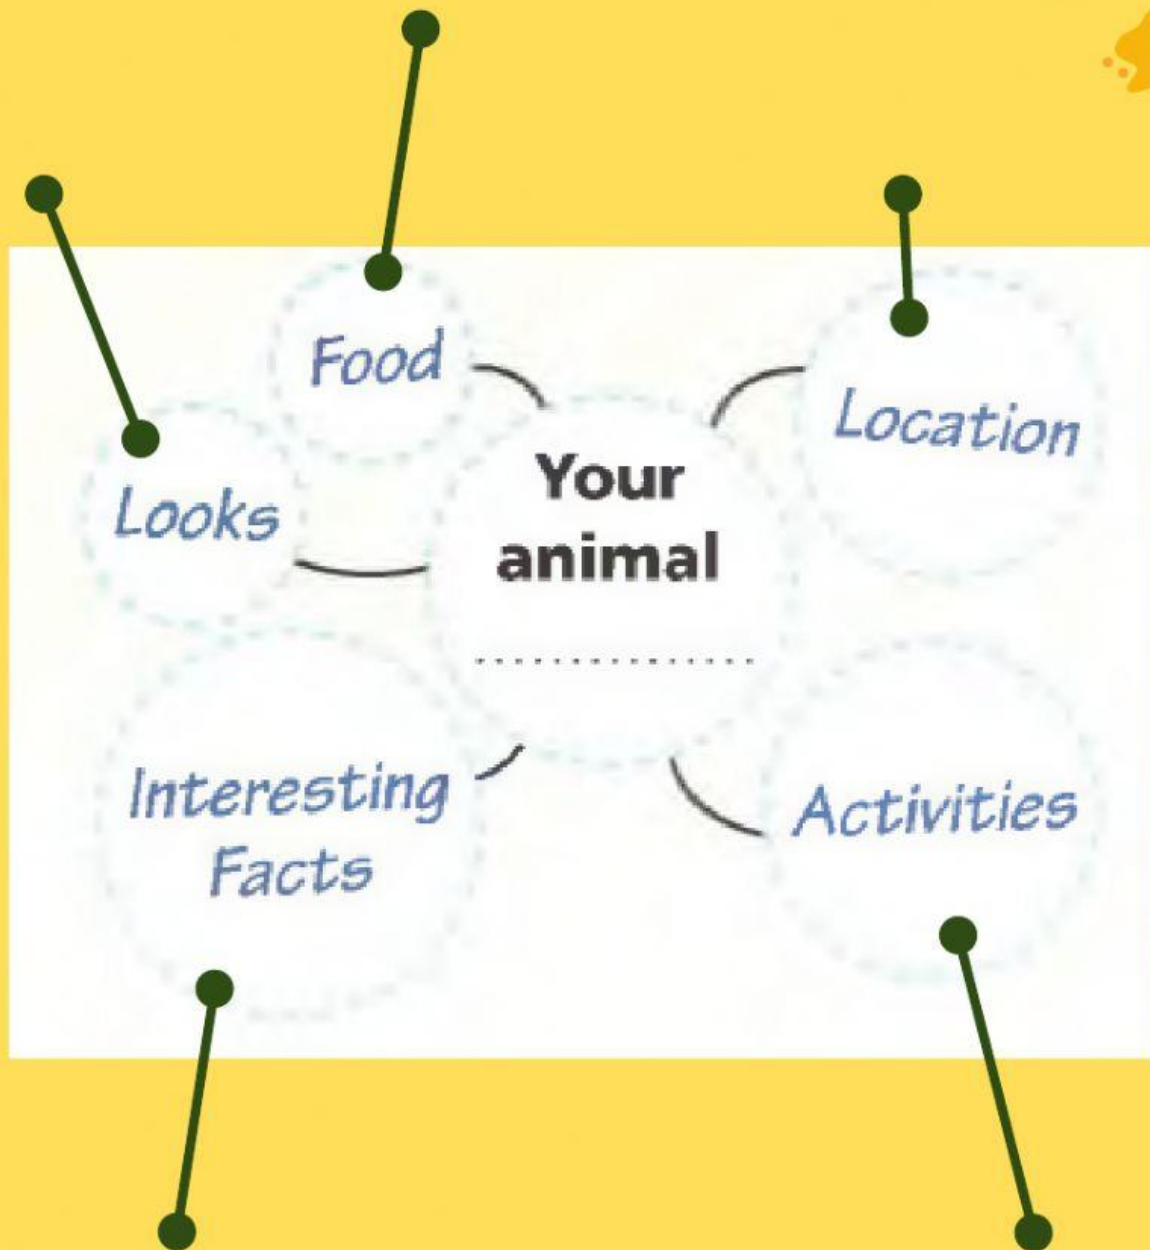 Food
Location
Looks
Your
animal
Interesting
Facts
Activities